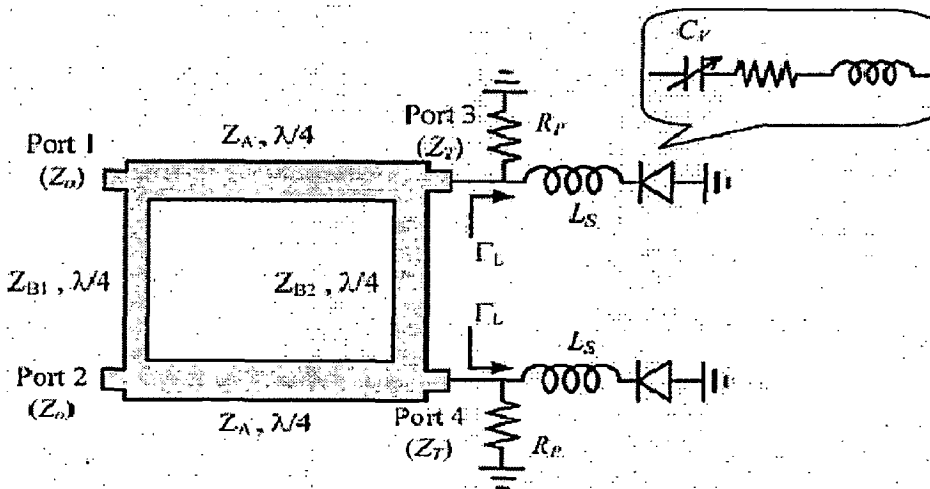 C_V
Port 1
(Z_o)
Z_A, λ/4
Port 3
(Z_T)
R_P
L_S
Γ_L
Z_B1, λ/4
Z_B2, λ/4
Γ_L
L_S
Port 2
(Z_o)
Z_A, λ/4
Port 4
(Z_T)
R_P